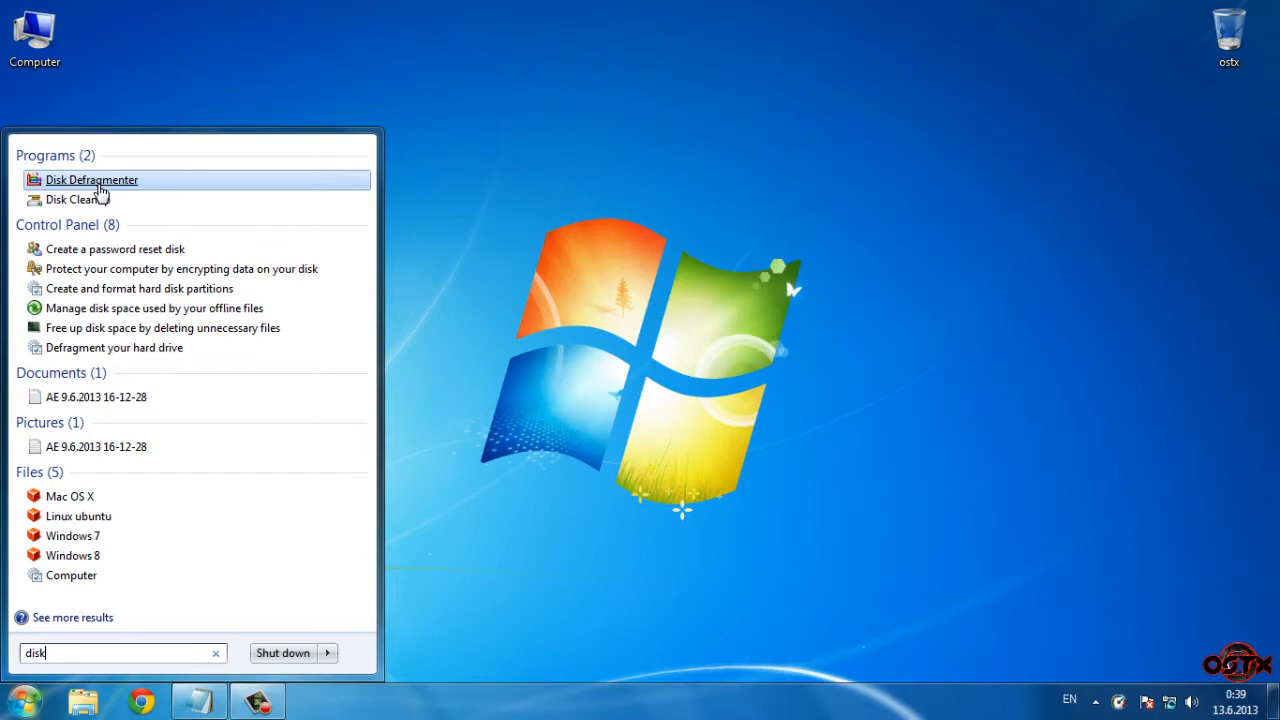 Computer
ostx
Programs (2)
Disk Defragmenter
Disk Clean
Control Panel (8)
Create a password reset disk
Protect your computer by encrypting data on your disk
Create and format hard disk partitions
Manage disk space used by your offline files
Free up disk space by deleting unnecessary files
Defragment your hard drive
Documents (1)
AE 9.6.2013 16-12-28
Pictures (1)
AE 9.6.2013 16-12-28
Files (5)
Mac OS X
Linux ubuntu
Windows 7
Windows 8
Computer
See more results
disk
Shut down
OSTX
EN
0:39
13.6.2013